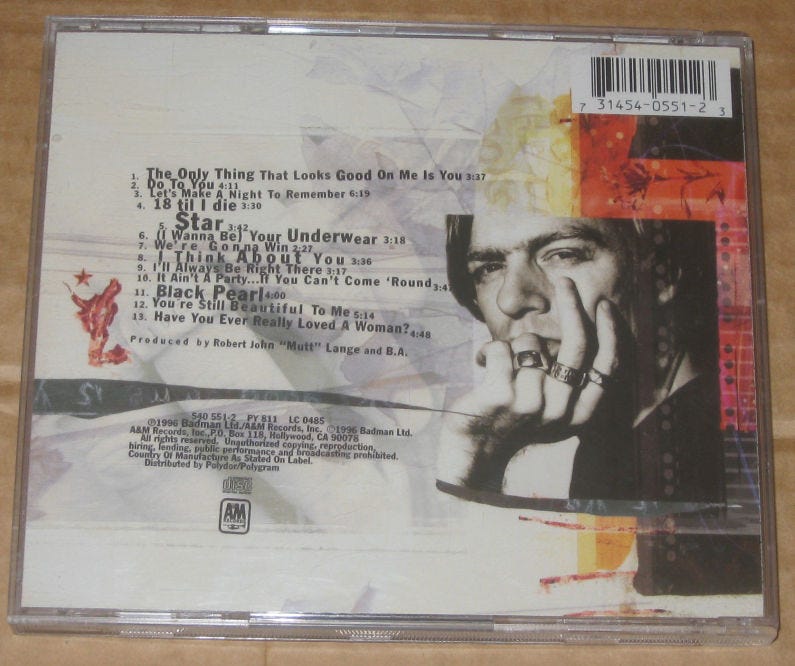 7 31454-0551-2 3
1. The Only Thing That Looks Good On Me Is You 3:37
2. Do To You 4:11
3. Let's Make A Night To Remember 6:19
4. 18 til I die 3:30
5. Star 3:42
6. (I Wanna Be) Your Underwear 3:18
7. We're Gonna Win 2:27
8. I Think About You 3:36
9. I'll Always Be Right There 3:17
10. It Ain't A Party...If You Can't Come 'Round 3:47
11. Black Pearl 4:00
12. You're Still Beautiful To Me 5:14
13. Have You Ever Really Loved A Woman? 4:48
Produced by Robert John "Mutt" Lange and B.A.
540 551-2 PY 811 LC 0485
℗1996 Badman Ltd./A&M Records, Inc. ©1996 Badman Ltd.
A&M Records, Inc., P.O. Box 118, Hollywood, CA 90078
All rights reserved. Unauthorized copying, reproduction,
hiring, lending, public performance and broadcasting prohibited.
Country Of Manufacture As Stated On Label.
Distributed by Polydor/Polygram
disc
A&M